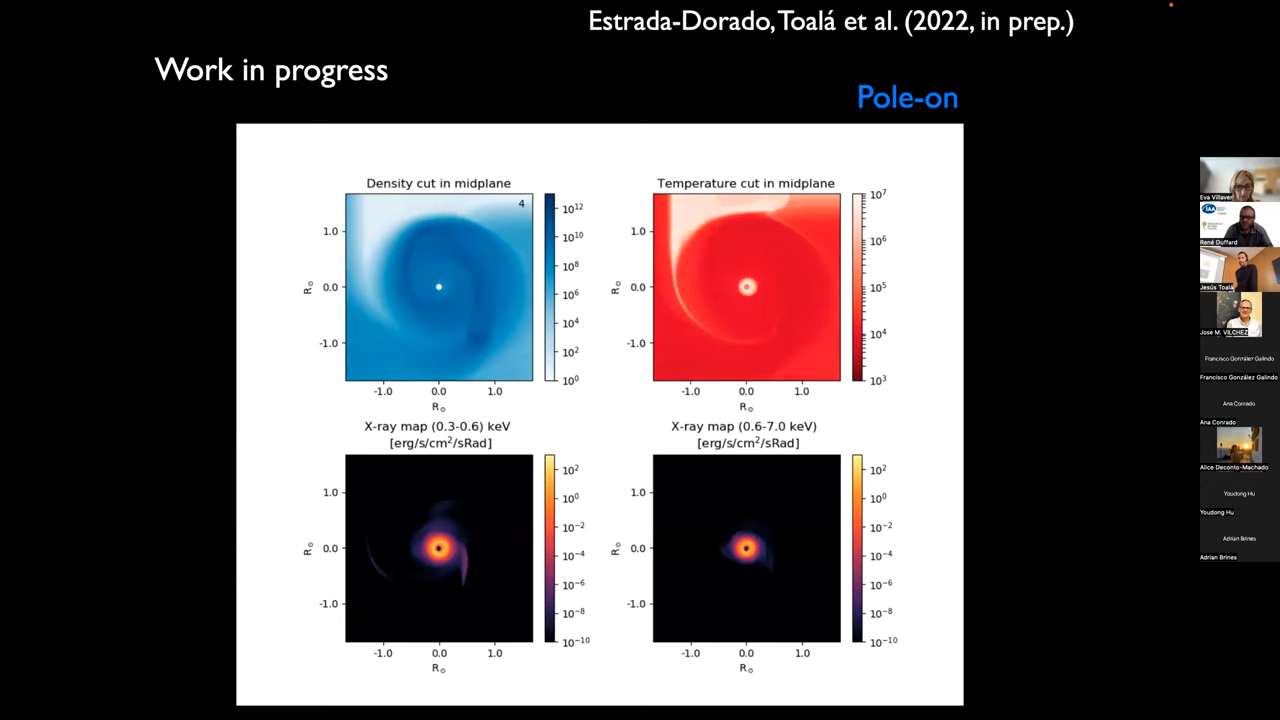 Estrada-Dorado, Toalá et al. (2022, in prep.)
Work in progress
Pole-on
Density cut in midplane
4
1.0
0.0
-1.0
R☉
-1.0 0.0 1.0
R☉
10¹²
10¹⁰
10⁸
10⁶
10⁴
10²
10⁰
Temperature cut in midplane
1.0
0.0
-1.0
R☉
-1.0 0.0 1.0
R☉
10⁷
10⁶
10⁵
10⁴
10³
X-ray map (0.3-0.6) keV
[erg/s/cm²/sRad]
1.0
0.0
-1.0
R☉
-1.0 0.0 1.0
R☉
10²
10⁰
10⁻²
10⁻⁴
10⁻⁶
10⁻⁸
10⁻¹⁰
X-ray map (0.6-7.0 keV)
[erg/s/cm²/sRad]
1.0
0.0
-1.0
R☉
-1.0 0.0 1.0
R☉
10²
10⁰
10⁻²
10⁻⁴
10⁻⁶
10⁻⁸
10⁻¹⁰
Eva Villaver
IAA
René Duffard
Jesús Toalá
Jose M. VILCHEZ
Francisco González Galindo
Francisco González Galindo
Ana Conrado
Ana Conrado
Alice Deconto-Machado
Youdong Hu
Youdong Hu
Adrian Brines
Adrian Brines